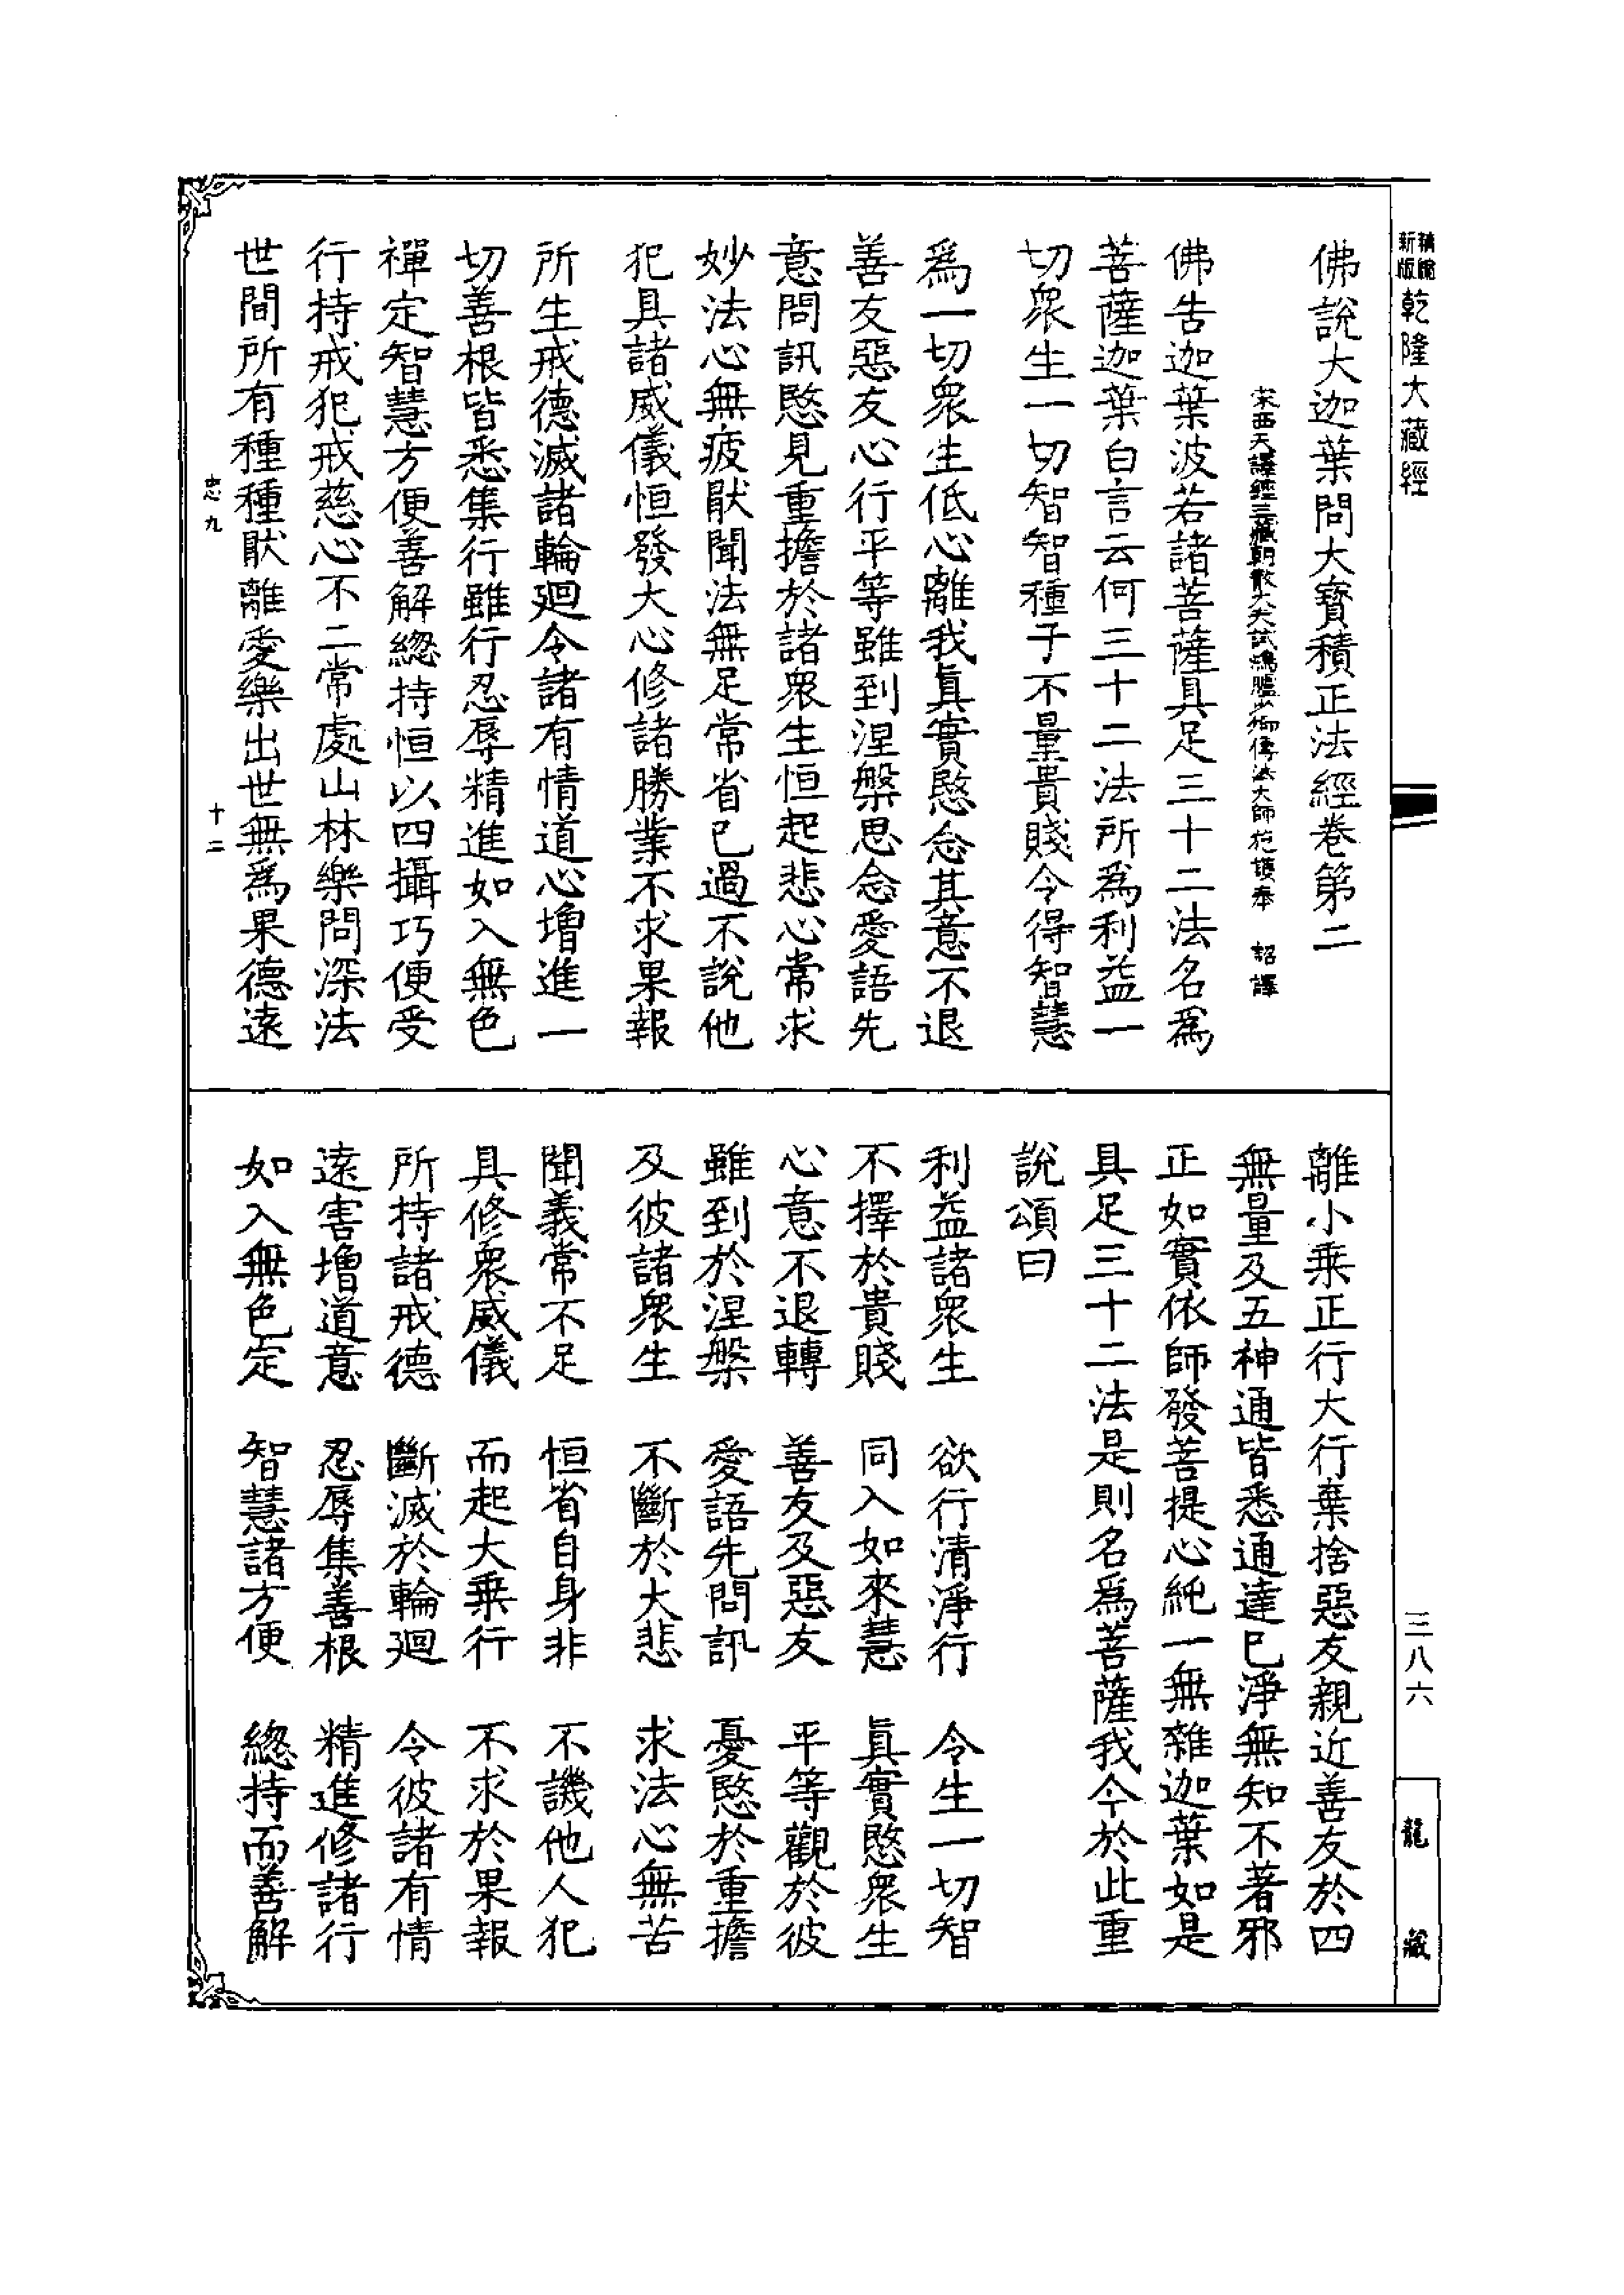 新版
精縮
乾隆大藏經
三八六
龍藏
佛說大迦葉問大寶積正法經卷第二
宋西天譯經三藏朝散大夫試鴻臚少卿傳法大師施護奉　詔譯
佛告迦葉波若諸菩薩具足三十二法名爲
菩薩迦葉白言云何三十二法所爲利益一
切衆生一切智智種子不量貴賤令得智慧
爲一切衆生低心離我眞實愍念其意不退
善友惡友心行平等雖到涅槃思念愛語先
意問訊愍見重擔於諸衆生恒起悲心常求
妙法心無疲猒聞法無足常省已過不說他
犯具諸威儀恒發大心修諸勝業不求果報
所生戒德滅諸輪迴令諸有情道心增進一
切善根皆悉集行雖行忍辱精進如入無色
禪定智慧方便善解緫持恒以四攝巧便受
行持戒犯戒慈心不二常處山林樂問深法
世間所有種種猒離愛樂出世無爲果德遠
忠九
十二
離小乘正行大行棄捨惡友親近善友於四
無量及五神通皆悉通達已淨無知不著邪
正如實依師發菩提心純一無雜迦葉如是
具足三十二法是則名爲菩薩我今於此重
說頌曰
利益諸衆生　欲行清淨行　令生一切智
不擇於貴賤　同入如來慧　眞實愍衆生
心意不退轉　善友及惡友　平等觀於彼
雖到於涅槃　愛語先問訊　憂愍於重擔
及彼諸衆生　不斷於大悲　求法心無苦
聞義常不足　恒省自身非　不譏他人犯
具修衆威儀　而起大乘行　不求於果報
所持諸戒德　斷滅於輪迴　令彼諸有情
遠害增道意　忍辱集善根　精進修諸行
如入無色定　智慧諸方便　緫持而善解